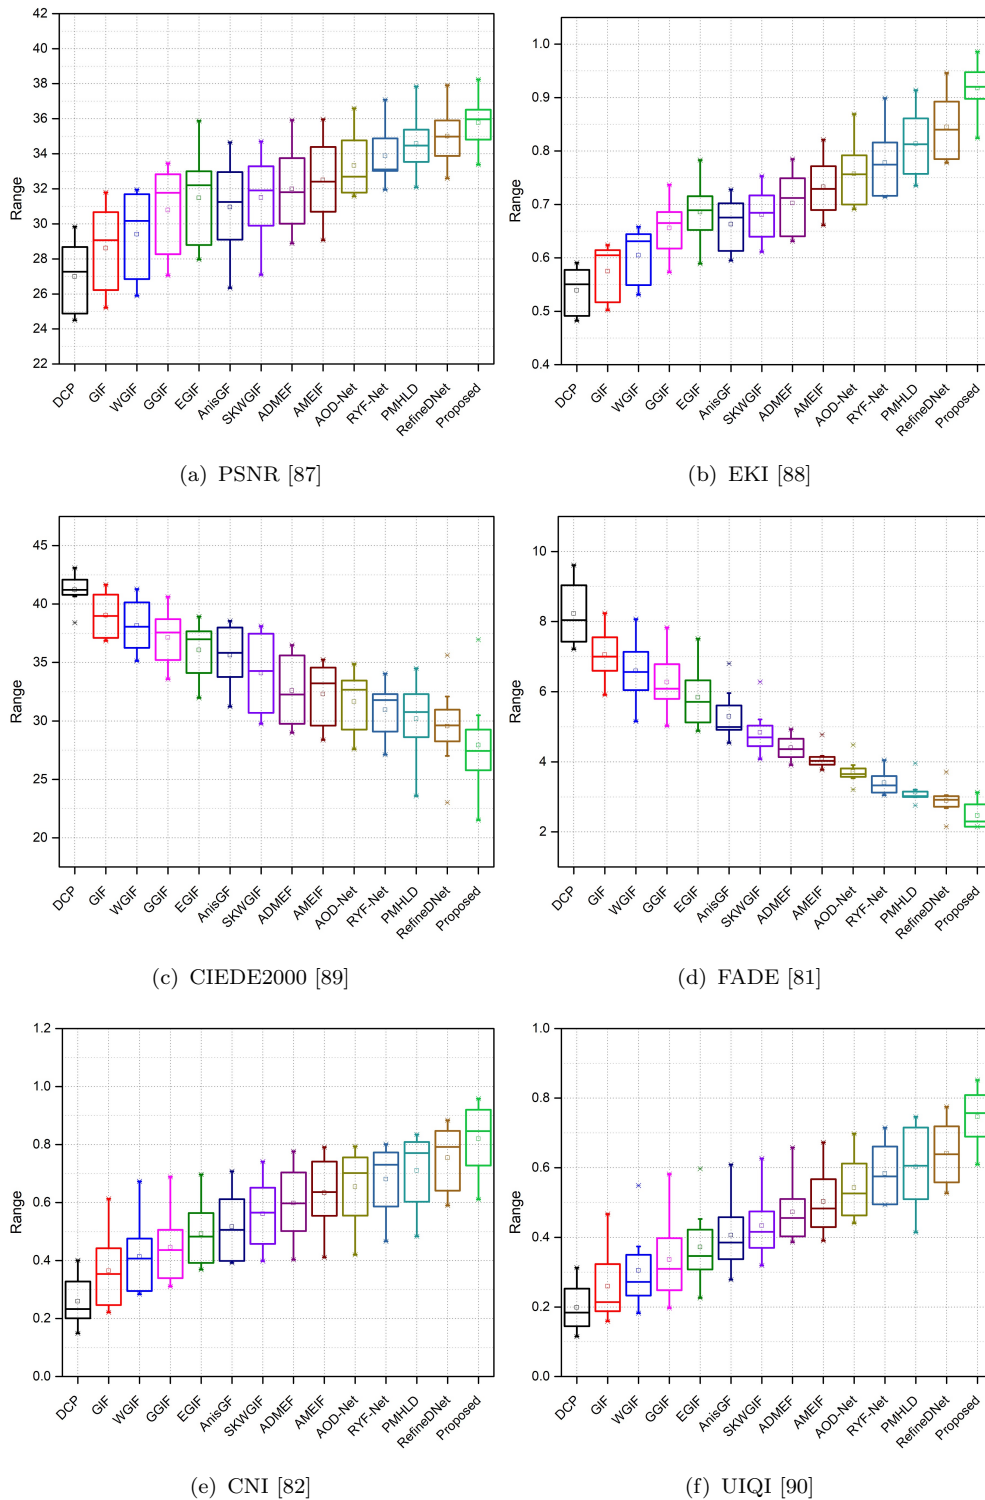 42
40
38
36
34
32
30
28
26
24
22
Range
DCP
GIF
WGIF
GGIF
EGIF
AnisGF
SKWGIF
ADMEF
AMEIF
AOD-Net
RYF-Net
PMHLD
RefineDNet
Proposed
(a) PSNR [87]
1.0
0.9
0.8
0.7
0.6
0.5
0.4
Range
DCP
GIF
WGIF
GGIF
EGIF
AnisGF
SKWGIF
ADMEF
AMEIF
AOD-Net
RYF-Net
PMHLD
RefineDNet
Proposed
(b) EKI [88]
45
40
35
30
25
20
Range
DCP
GIF
WGIF
GGIF
EGIF
AnisGF
SKWGIF
ADMEF
AMEIF
AOD-Net
RYF-Net
PMHLD
RefineDNet
Proposed
(c) CIEDE2000 [89]
10
8
6
4
2
Range
DCP
GIF
WGIF
GGIF
EGIF
AnisGF
SKWGIF
ADMEF
AMEIF
AOD-Net
RYF-Net
PMHLD
RefineDNet
Proposed
(d) FADE [81]
1.2
1.0
0.8
0.6
0.4
0.2
0.0
Range
DCP
GIF
WGIF
GGIF
EGIF
AnisGF
SKWGIF
ADMEF
AMEIF
AOD-Net
RYF-Net
PMHLD
RefineDNet
Proposed
(e) CNI [82]
1.0
0.8
0.6
0.4
0.2
0.0
Range
DCP
GIF
WGIF
GGIF
EGIF
AnisGF
SKWGIF
ADMEF
AMEIF
AOD-Net
RYF-Net
PMHLD
RefineDNet
Proposed
(f) UIQI [90]